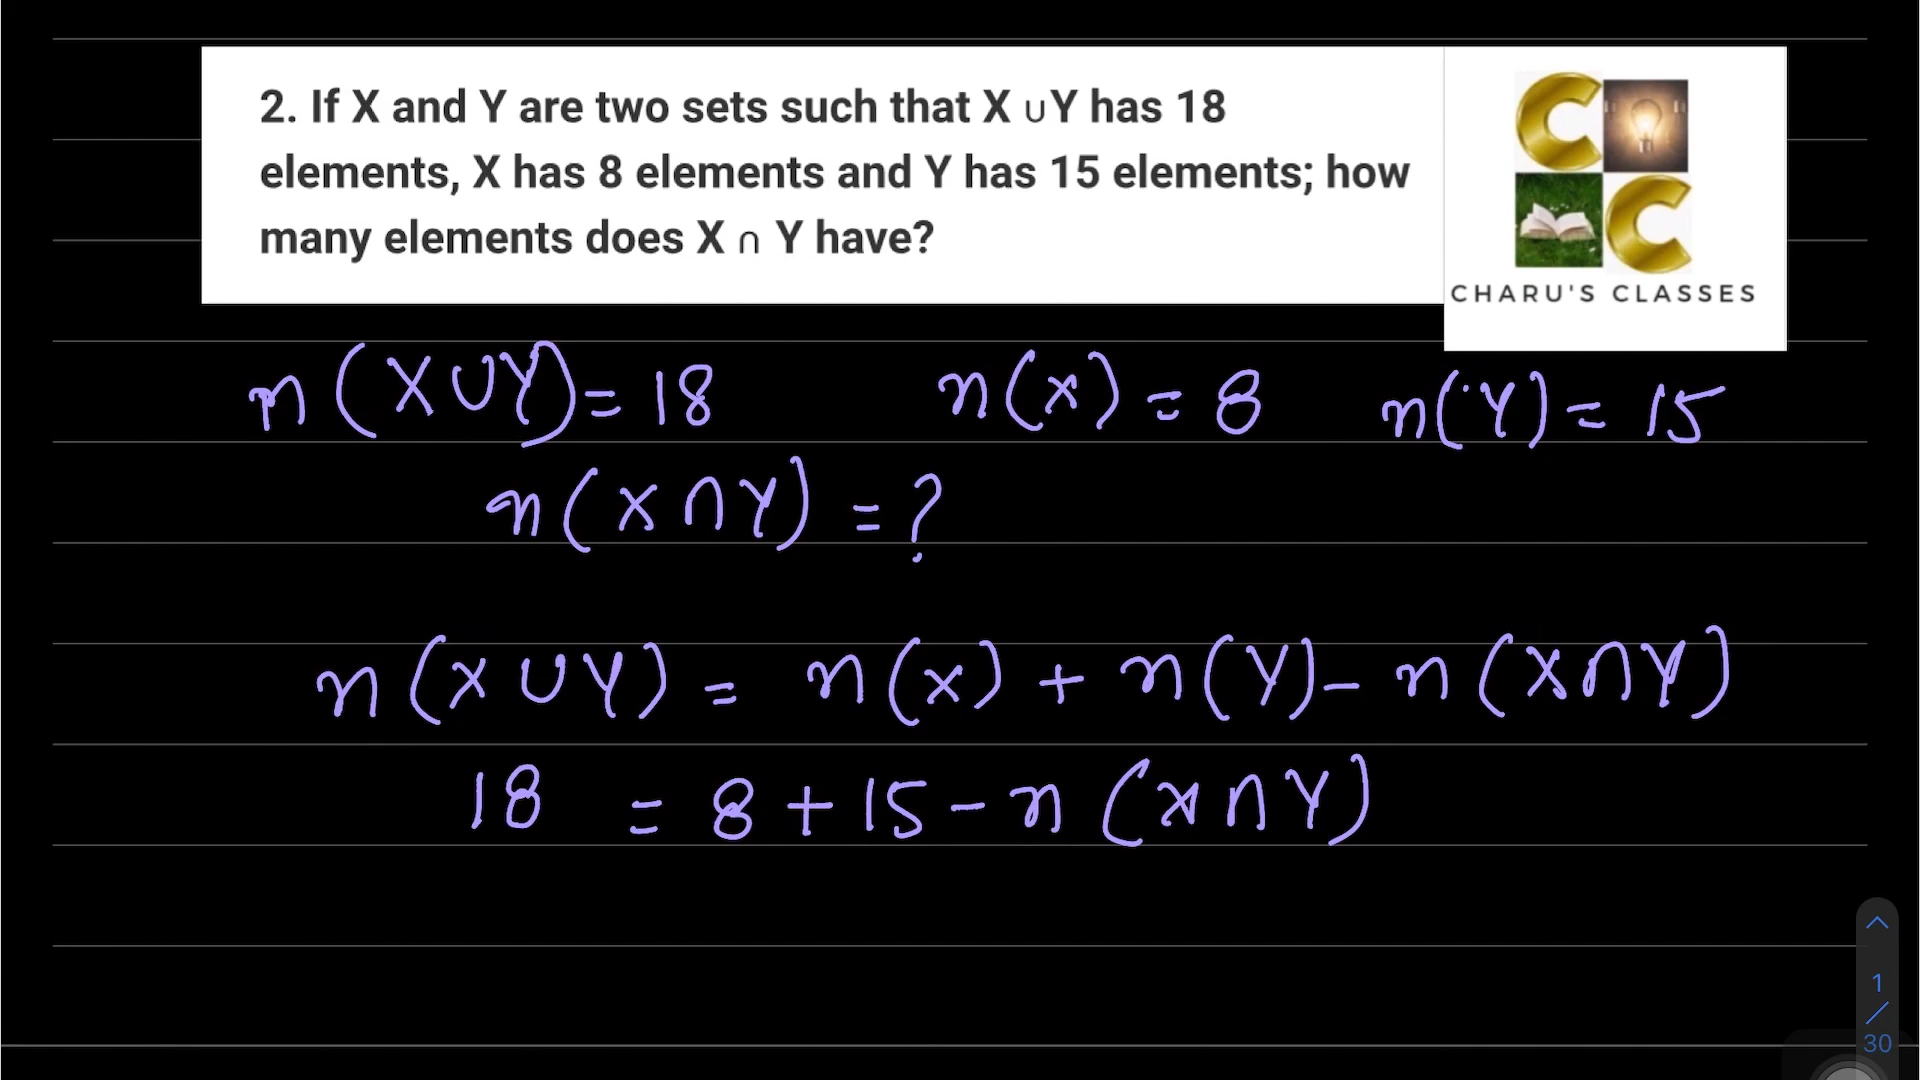 2. If X and Y are two sets such that X ∪Y has 18
elements, X has 8 elements and Y has 15 elements; how
many elements does X ∩ Y have?
CHARU'S CLASSES
n(X∪Y)= 18 n(x) = 8 n(Y) = 15
n(X∩Y) = ?
n(X∪Y) = n(x) + n(Y) - n(X∩Y)
18 = 8 + 15 - n(x∩Y)
1
/
30